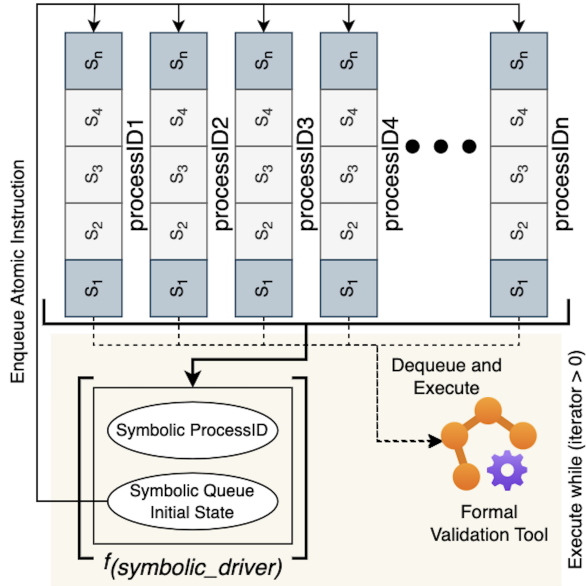 Enqueue Atomic Instruction
Sn
S4
S3
S2
S1
processID1
Sn
S4
S3
S2
S1
processID2
Sn
S4
S3
S2
S1
processID3
Sn
S4
S3
S2
S1
processID4
Sn
S4
S3
S2
S1
processIDn
Dequeue and
Execute
Symbolic ProcessID
Symbolic Queue
Initial State
f(symbolic_driver)
Formal
Validation Tool
Execute while (iterator > 0)